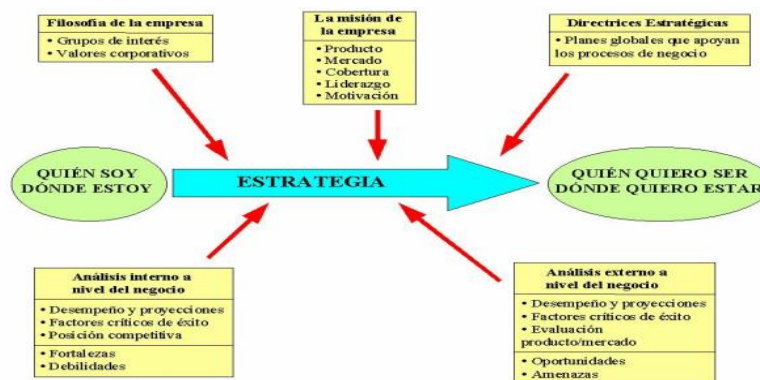 Filosofía de la empresa
• Grupos de interés
• Valores corporativos
La misión de
la empresa
• Producto
• Mercado
• Cobertura
• Liderazgo
• Motivación
Directrices Estratégicas
• Planes globales que apoyan
los procesos de negocio
QUIÉN SOY
DÓNDE ESTOY
ESTRATEGIA
QUIÉN QUIERO SER
DÓNDE QUIERO ESTAR
Análisis interno a
nivel del negocio
• Desempeño y proyecciones
• Factores críticos de éxito
• Posición competitiva
• Fortalezas
• Debilidades
Análisis externo a
nivel del negocio
• Desempeño y proyecciones
• Factores críticos de éxito
• Evaluación
producto/mercado
• Oportunidades
• Amenazas